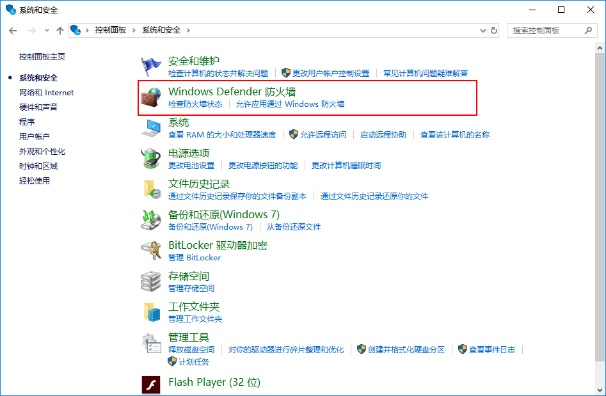 系统和安全
控制面板 系统和安全
搜索控制面板
控制面板主页
系统和安全
网络和 Internet
硬件和声音
程序
用户帐户
外观和个性化
时钟和区域
轻松使用
安全和维护
检查计算机的状态并解决问题 更改用户帐户控制设置 常见计算机问题疑难解答
Windows Defender 防火墙
检查防火墙状态 允许应用通过 Windows 防火墙
系统
查看 RAM 的大小和处理器速度 允许远程访问 启动远程协助 查看该计算机的名称
电源选项
更改电池设置 更改电源按钮的功能 更改计算机睡眠时间
文件历史记录
通过文件历史记录保存你的文件备份副本 通过文件历史记录还原你的文件
备份和还原(Windows 7)
备份和还原(Windows 7) 从备份还原文件
BitLocker 驱动器加密
管理 BitLocker
存储空间
管理存储空间
工作文件夹
管理工作文件夹
管理工具
释放磁盘空间 对你的驱动器进行碎片整理和优化 创建并格式化硬盘分区 查看事件日志
计划任务
Flash Player (32 位)